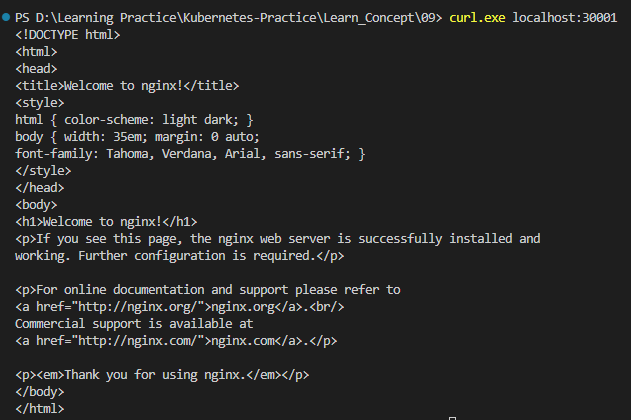 PS D:\Learning Practice\Kubernetes-Practice\Learn_Concept\09> curl.exe localhost:30001
<!DOCTYPE html>
<html>
<head>
<title>Welcome to nginx!</title>
<style>
html { color-scheme: light dark; }
body { width: 35em; margin: 0 auto;
font-family: Tahoma, Verdana, Arial, sans-serif; }
</style>
</head>
<body>
<h1>Welcome to nginx!</h1>
<p>If you see this page, the nginx web server is successfully installed and
working. Further configuration is required.</p>

<p>For online documentation and support please refer to
<a href="http://nginx.org/">nginx.org</a>.<br/>
Commercial support is available at
<a href="http://nginx.com/">nginx.com</a>.</p>

<p><em>Thank you for using nginx.</em></p>
</body>
</html>